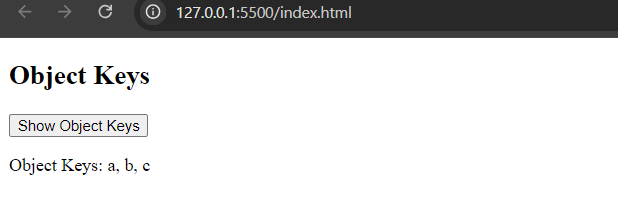 127.0.0.1:5500/index.html
Object Keys
Show Object Keys
Object Keys: a, b, c